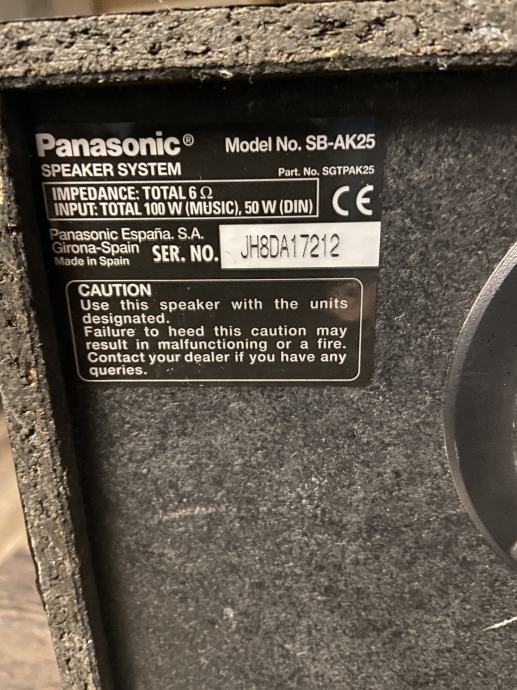 Panasonic® Model No. SB-AK25
SPEAKER SYSTEM Part. No. SGTPAK25
IMPEDANCE: TOTAL 6 Ω
INPUT: TOTAL 100 W (MUSIC), 50 W (DIN)
CE
Panasonic España. S.A.
Girona-Spain
Made in Spain
SER. NO. JH8DA17212
CAUTION
Use this speaker with the units
designated.
Failure to heed this caution may
result in malfunctioning or a fire.
Contact your dealer if you have any
queries.